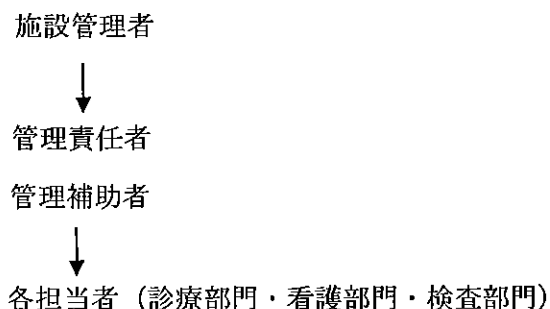 施設管理者
管理責任者
管理補助者
各担当者（診療部門・看護部門・検査部門）